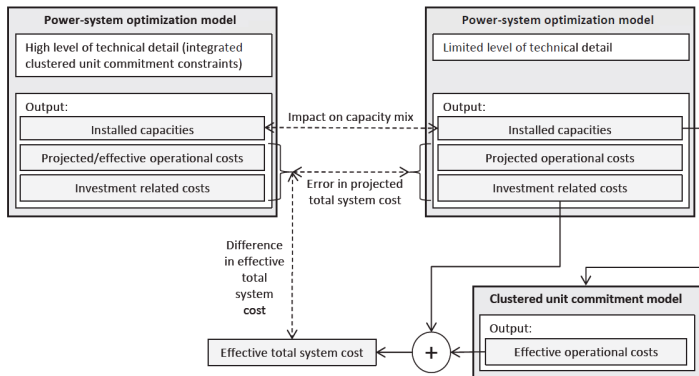 Power-system optimization model
High level of technical detail (integrated
clustered unit commitment constraints)
Output:
Installed capacities
Projected/effective operational costs
Investment related costs
Impact on capacity mix
Error in projected
total system cost
Power-system optimization model
Limited level of technical detail
Output:
Installed capacities
Projected operational costs
Investment related costs
Difference
in effective
total
system
cost
Effective total system cost
+
Clustered unit commitment model
Output:
Effective operational costs